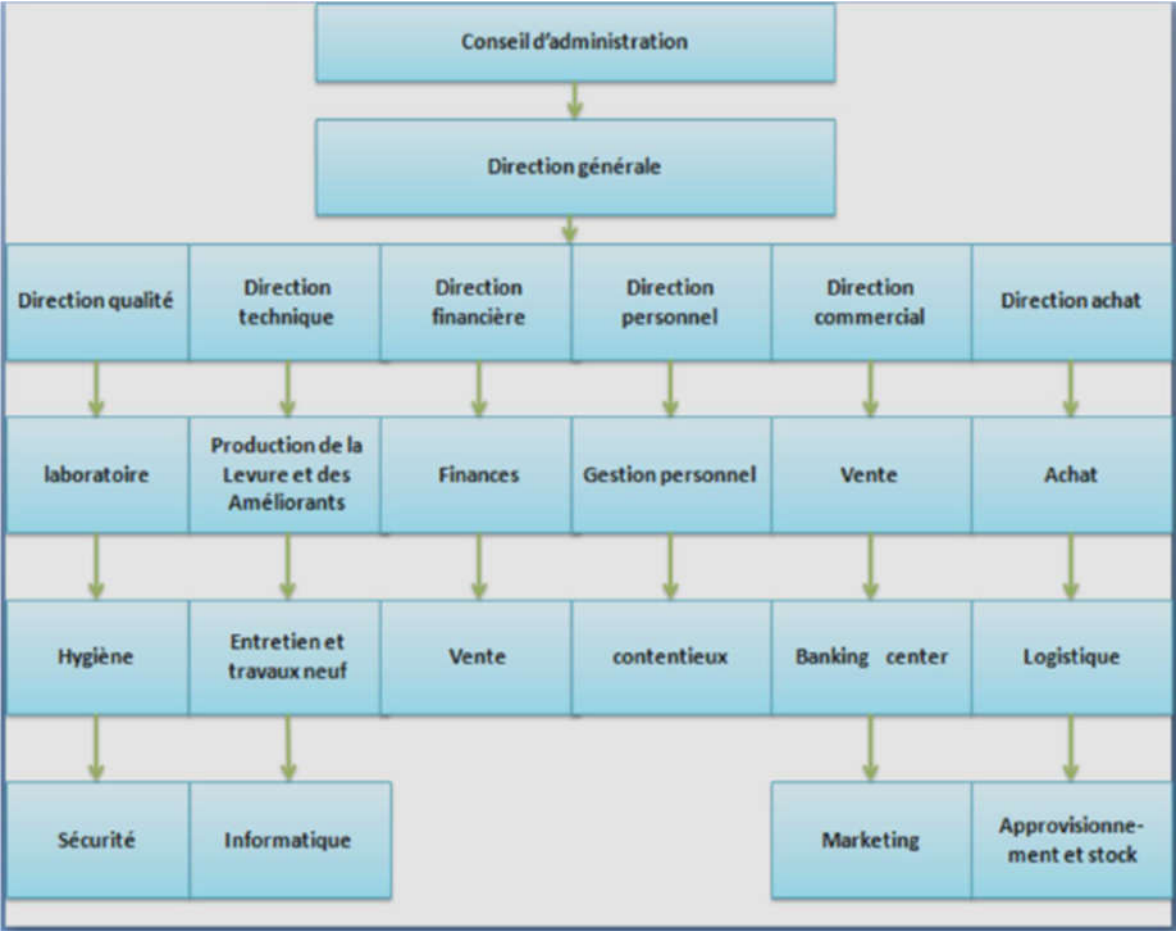 Conseil d'administration
Direction générale
Direction qualité
Direction
technique
Direction
financière
Direction
personnel
Direction
commercial
Direction achat
laboratoire
Production de la
Levure et des
Améliorants
Finances
Gestion personnel
Vente
Achat
Hygiène
Entretien et
travaux neuf
Vente
contentieux
Banking center
Logistique
Sécurité
Informatique
Marketing
Approvisionne-
ment et stock